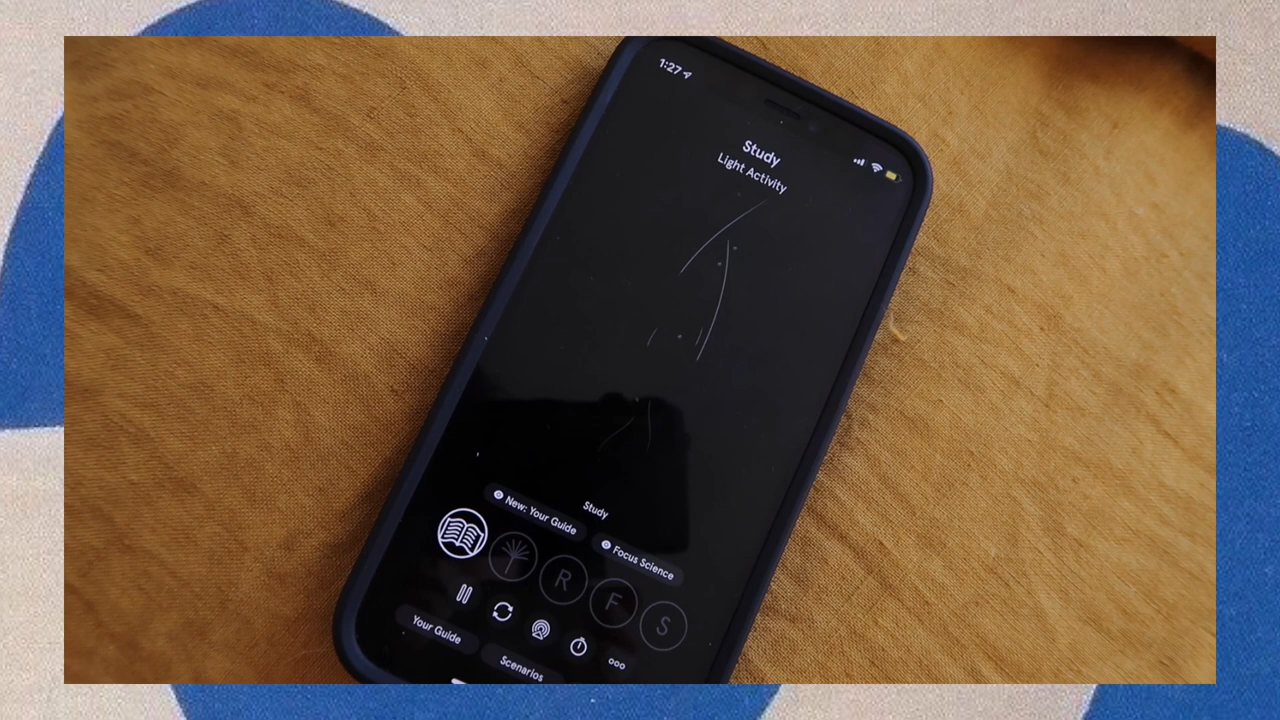 1:27
Study
Light Activity
Study
New: Your Guide
Focus Science
R
F
S
Your Guide
Scenarios